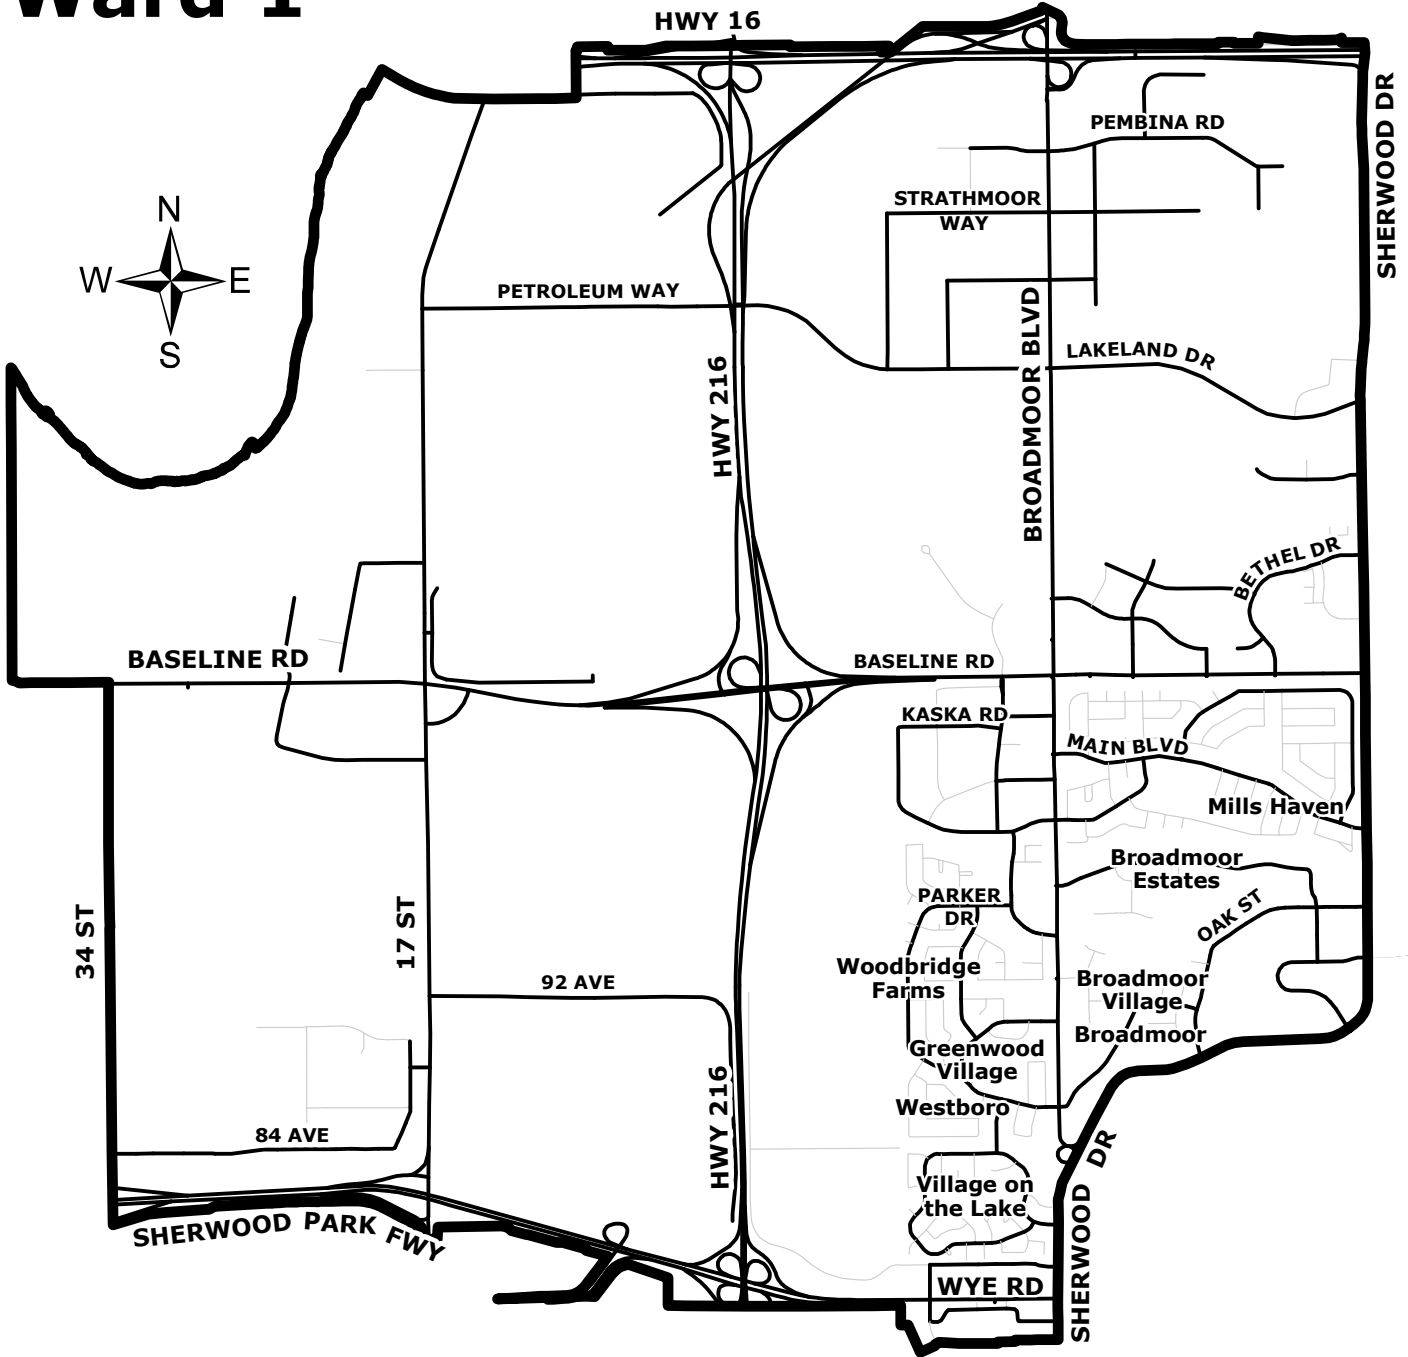 Ward 1
HWY 16
SHERWOOD DR
PEMBINA RD
STRATHMOOR
WAY
N
W
E
S
PETROLEUM WAY
BROADMOOR BLVD
LAKELAND DR
HWY 216
BETHEL DR
BASELINE RD
BASELINE RD
KASKA RD
MAIN BLVD
Mills Haven
Broadmoor
Estates
PARKER
DR
OAK ST
34 ST
17 ST
Woodbridge
Farms
92 AVE
Broadmoor
Village
Broadmoor
Greenwood
Village
Westboro
HWY 216
84 AVE
SHERWOOD DR
Village on
the Lake
SHERWOOD PARK FWY
WYE RD